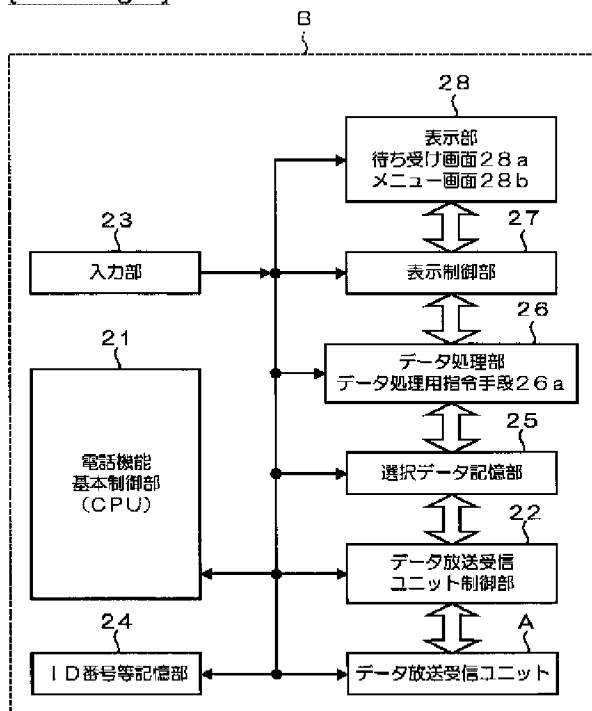 B
28
表示部
待ち受け画面28a
メニュー画面28b
23
入力部
27
表示制御部
26
データ処理部
データ処理用指令手段26a
21
電話機能
基本制御部
(CPU)
25
選択データ記憶部
22
データ放送受信
ユニット制御部
24
ID番号等記憶部
A
データ放送受信ユニット